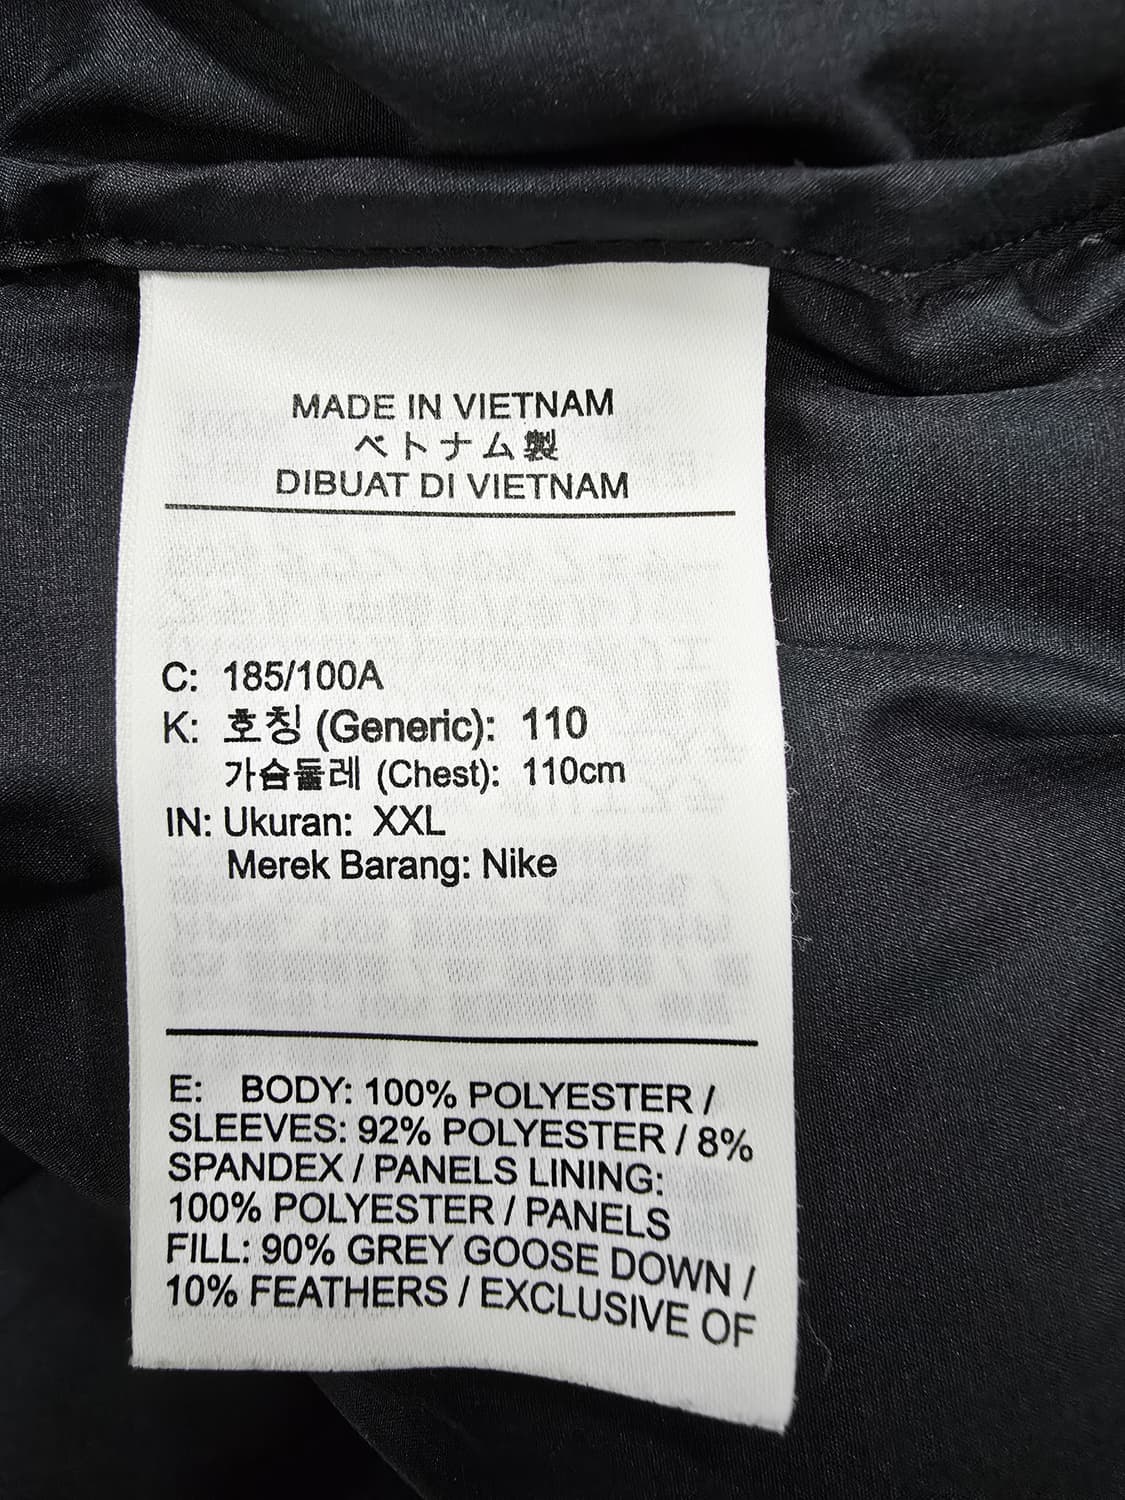 MADE IN VIETNAM
ベトナム製
DIBUAT DI VIETNAM
C: 185/100A
K: 호칭 (Generic): 110
가슴둘레 (Chest): 110cm
IN: Ukuran: XXL
Merek Barang: Nike
E: BODY: 100% POLYESTER /
SLEEVES: 92% POLYESTER / 8%
SPANDEX / PANELS LINING:
100% POLYESTER / PANELS
FILL: 90% GREY GOOSE DOWN /
10% FEATHERS / EXCLUSIVE OF